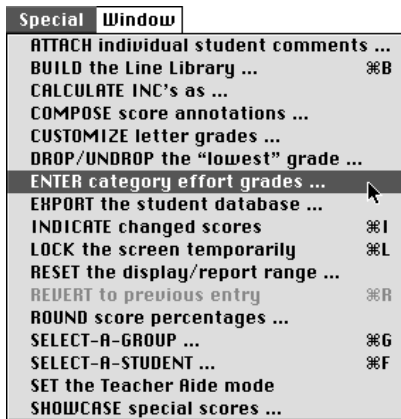 Special Window
ATTACH individual student comments ...
BUILD the Line Library ... ⌘B
CALCULATE INC's as ...
COMPOSE score annotations ...
CUSTOMIZE letter grades ...
DROP/UNDROP the “lowest” grade ...
ENTER category effort grades ...
EXPORT the student database ...
INDICATE changed scores ⌘I
LOCK the screen temporarily ⌘L
RESET the display/report range ...
REVERT to previous entry ⌘R
ROUND score percentages ...
SELECT-A-GROUP ... ⌘G
SELECT-A-STUDENT ... ⌘F
SET the Teacher Aide mode
SHOWCASE special scores ...